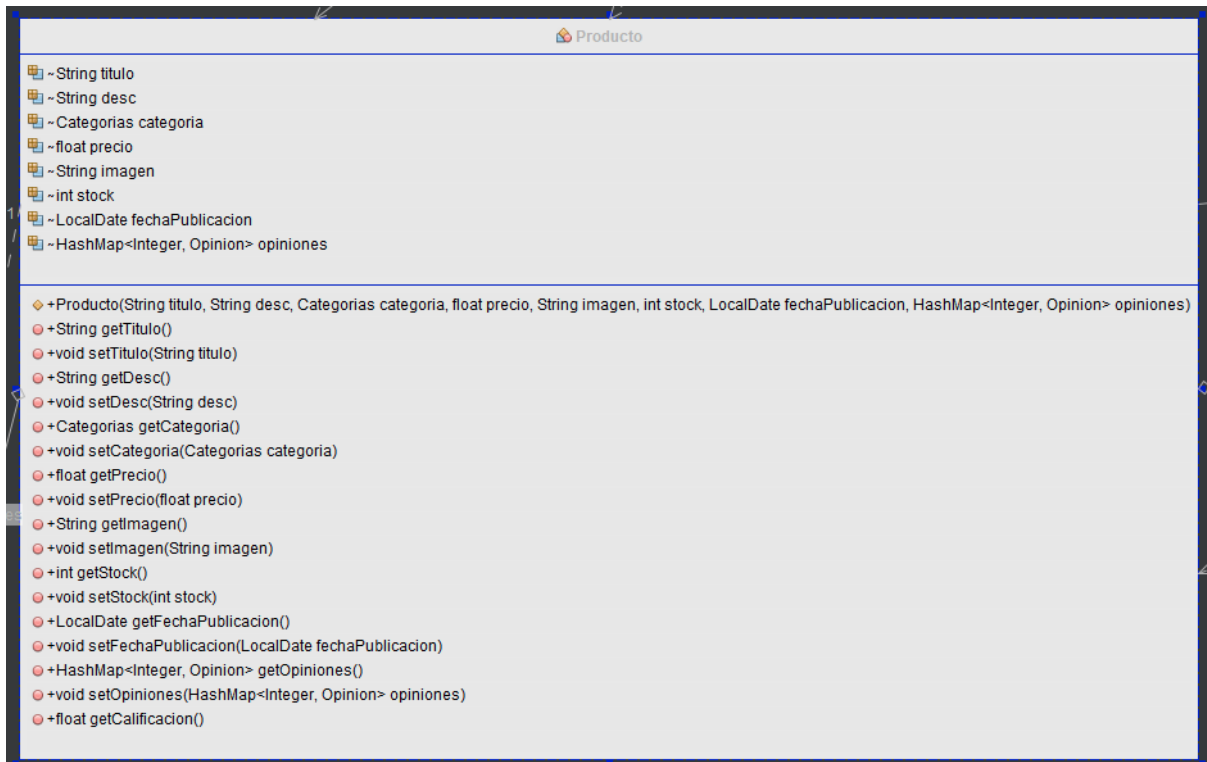 Producto
~String titulo
~String desc
~Categorias categoria
~float precio
~String imagen
~int stock
~LocalDate fechaPublicacion
~HashMap<Integer, Opinion> opiniones
+Producto(String titulo, String desc, Categorias categoria, float precio, String imagen, int stock, LocalDate fechaPublicacion, HashMap<Integer, Opinion> opiniones)
+String getTitulo()
+void setTitulo(String titulo)
+String getDesc()
+void setDesc(String desc)
+Categorias getCategoria()
+void setCategoria(Categorias categoria)
+float getPrecio()
+void setPrecio(float precio)
+String getImagen()
+void setImagen(String imagen)
+int getStock()
+void setStock(int stock)
+LocalDate getFechaPublicacion()
+void setFechaPublicacion(LocalDate fechaPublicacion)
+HashMap<Integer, Opinion> getOpiniones()
+void setOpiniones(HashMap<Integer, Opinion> opiniones)
+float getCalificacion()